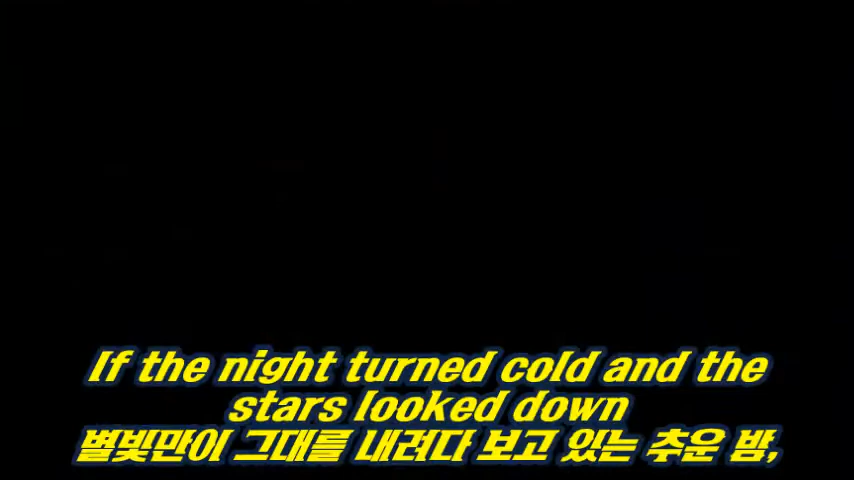 If the night turned cold and the
stars looked down
별빛만이 그대를 내려다 보고 있는 추운 밤,